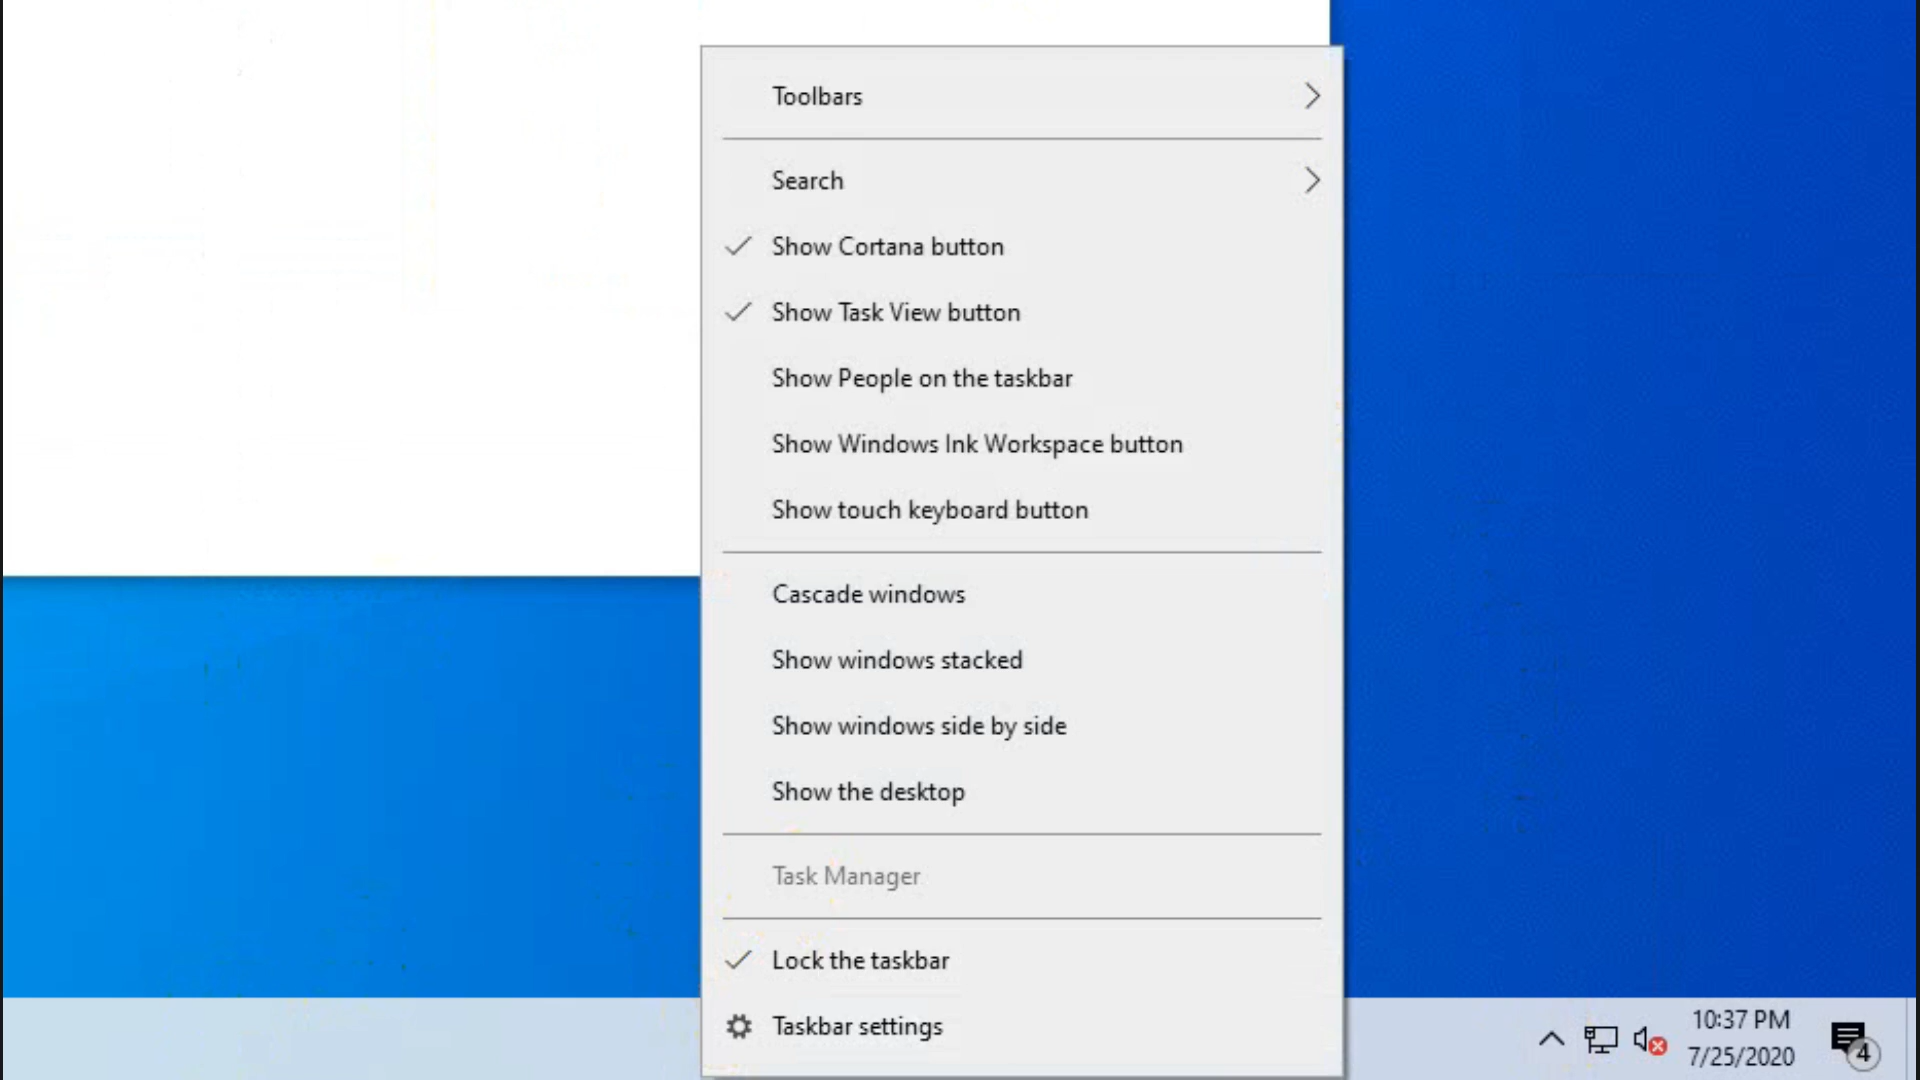 Toolbars
Search
Show Cortana button
Show Task View button
Show People on the taskbar
Show Windows Ink Workspace button
Show touch keyboard button
Cascade windows
Show windows stacked
Show windows side by side
Show the desktop
Task Manager
Lock the taskbar
Taskbar settings
10:37 PM
7/25/2020
4